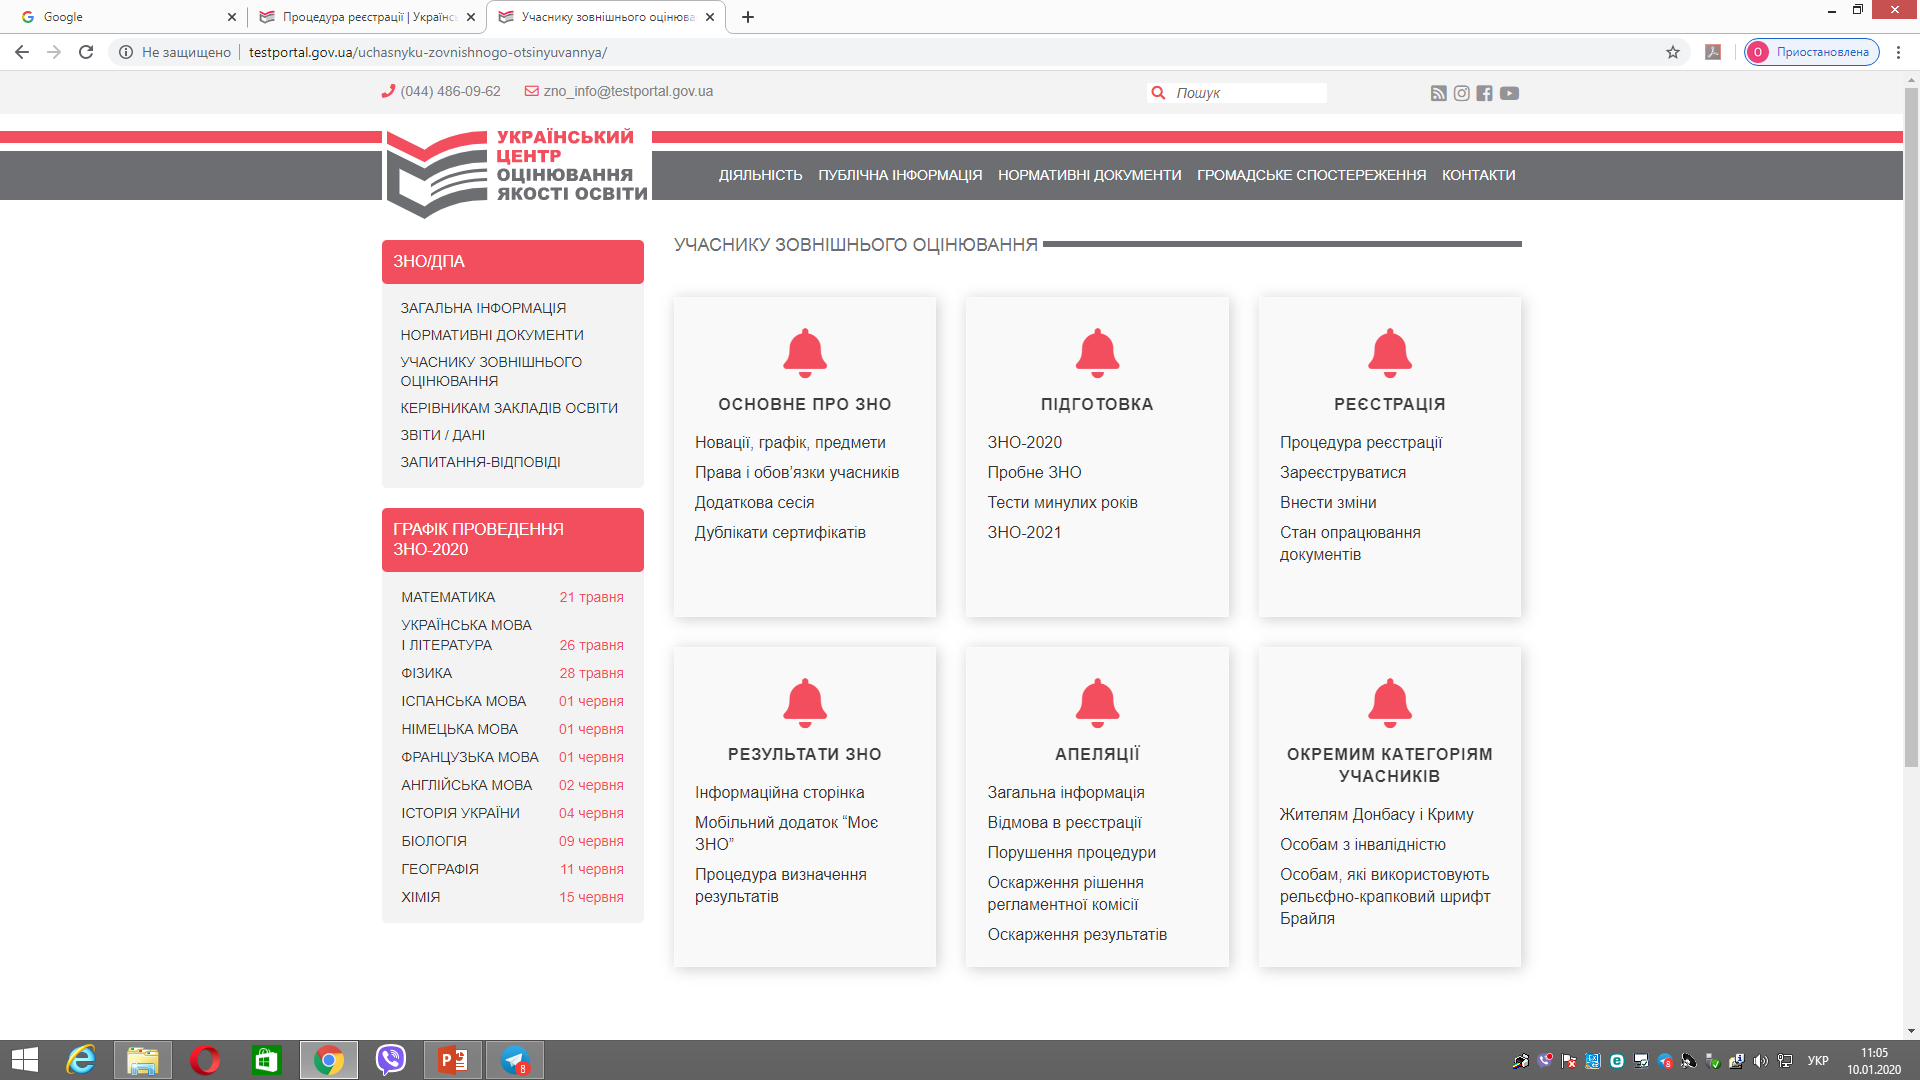 Google
Процедура реєстрації | Українсь
Учаснику зовнішнього оцінюва
Не защищено
testportal.gov.ua/uchasnyku-zovnishnogo-otsinyuvannya/
О
Приостановлена
(044) 486-09-62
zno_info@testportal.gov.ua
Пошук
УКРАЇНСЬКИЙ
ЦЕНТР
ОЦІНЮВАННЯ
ЯКОСТІ ОСВІТИ
ДІЯЛЬНІСТЬ
ПУБЛІЧНА ІНФОРМАЦІЯ
НОРМАТИВНІ ДОКУМЕНТИ
ГРОМАДСЬКЕ СПОСТЕРЕЖЕННЯ
КОНТАКТИ
ЗНО/ДПА
ЗАГАЛЬНА ІНФОРМАЦІЯ
НОРМАТИВНІ ДОКУМЕНТИ
УЧАСНИКУ ЗОВНІШНЬОГО
ОЦІНЮВАННЯ
КЕРІВНИКАМ ЗАКЛАДІВ ОСВІТИ
ЗВІТИ / ДАНІ
ЗАПИТАННЯ-ВІДПОВІДІ
ГРАФІК ПРОВЕДЕННЯ
ЗНО-2020
МАТЕМАТИКА 21 травня
УКРАЇНСЬКА МОВА
І ЛІТЕРАТУРА 26 травня
ФІЗИКА 28 травня
ІСПАНСЬКА МОВА 01 червня
НІМЕЦЬКА МОВА 01 червня
ФРАНЦУЗЬКА МОВА 01 червня
АНГЛІЙСЬКА МОВА 02 червня
ІСТОРІЯ УКРАЇНИ 04 червня
БІОЛОГІЯ 09 червня
ГЕОГРАФІЯ 11 червня
ХІМІЯ 15 червня
УЧАСНИКУ ЗОВНІШНЬОГО ОЦІНЮВАННЯ
ОСНОВНЕ ПРО ЗНО
Новації, графік, предмети
Права і обов’язки учасників
Додаткова сесія
Дублікати сертифікатів
ПІДГОТОВКА
ЗНО-2020
Пробне ЗНО
Тести минулих років
ЗНО-2021
РЕЄСТРАЦІЯ
Процедура реєстрації
Зареєструватися
Внести зміни
Стан опрацювання
документів
РЕЗУЛЬТАТИ ЗНО
Інформаційна сторінка
Мобільний додаток “Моє
ЗНО”
Процедура визначення
результатів
АПЕЛЯЦІЇ
Загальна інформація
Відмова в реєстрації
Порушення процедури
Оскарження рішення
регламентної комісії
Оскарження результатів
ОКРЕМИМ КАТЕГОРІЯМ
УЧАСНИКІВ
Жителям Донбасу і Криму
Особам з інвалідністю
Особам, які використовують
рельєфно-крапковий шрифт
Брайля
8
УКР
11:05
10.01.2020